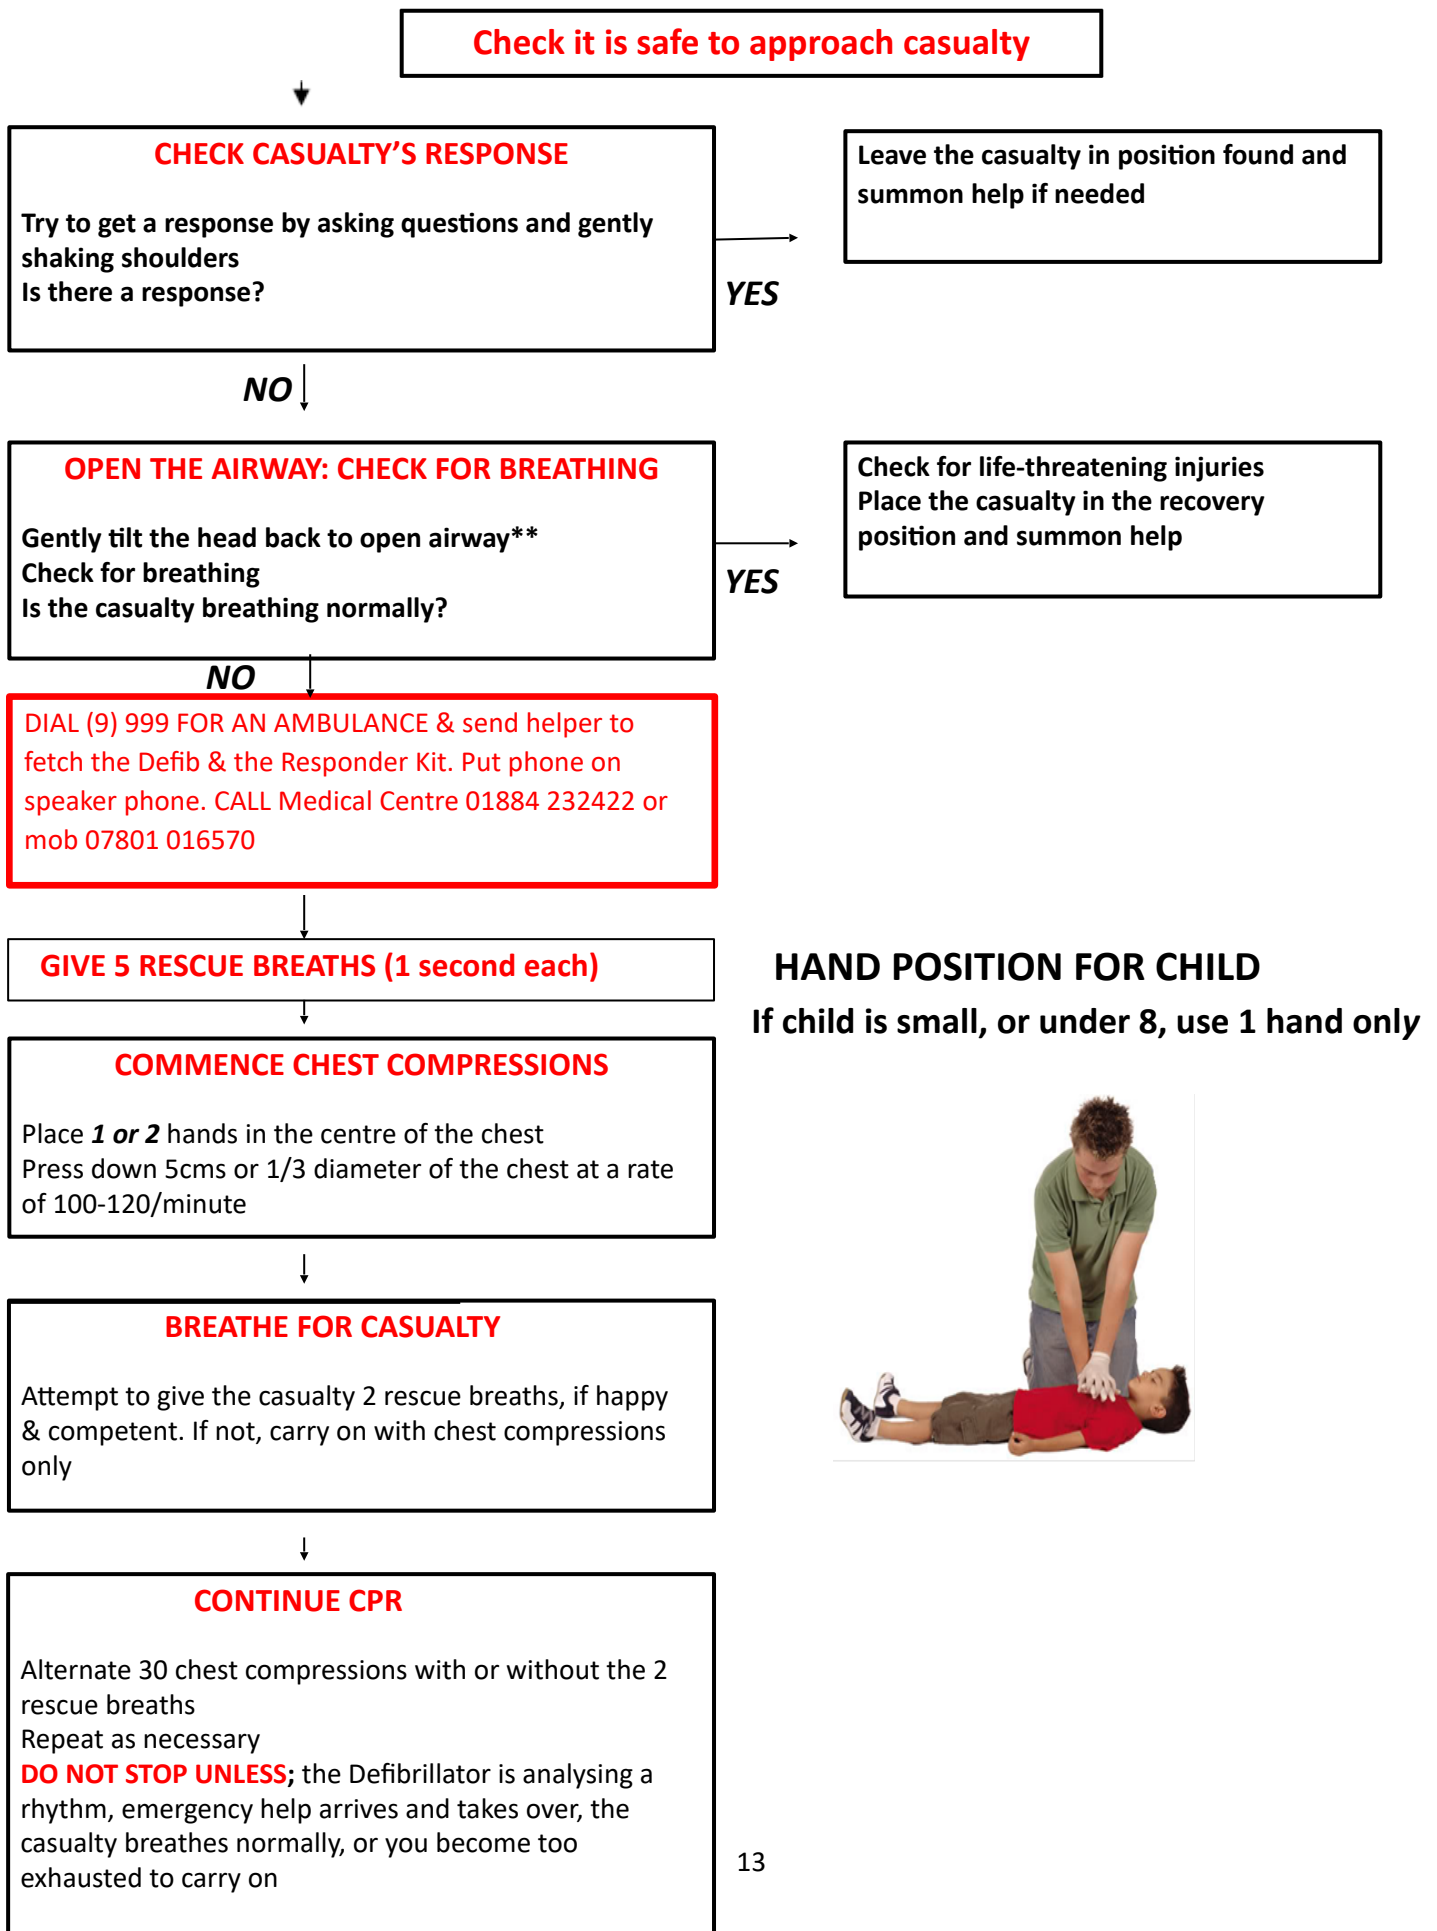 Check it is safe to approach casualty
CHECK CASUALTY'S RESPONSE
Try to get a response by asking questions and gently
shaking shoulders
Is there a response?
YES
Leave the casualty in position found and
summon help if needed
NO
OPEN THE AIRWAY: CHECK FOR BREATHING
Gently tilt the head back to open airway**
Check for breathing
Is the casualty breathing normally?
YES
Check for life-threatening injuries
Place the casualty in the recovery
position and summon help
NO
DIAL (9) 999 FOR AN AMBULANCE & send helper to
fetch the Defib & the Responder Kit. Put phone on
speaker phone. CALL Medical Centre 01884 232422 or
mob 07801 016570
GIVE 5 RESCUE BREATHS (1 second each)
HAND POSITION FOR CHILD
If child is small, or under 8, use 1 hand only
COMMENCE CHEST COMPRESSIONS
Place 1 or 2 hands in the centre of the chest
Press down 5cms or 1/3 diameter of the chest at a rate
of 100-120/minute
BREATHE FOR CASUALTY
Attempt to give the casualty 2 rescue breaths, if happy
& competent. If not, carry on with chest compressions
only
CONTINUE CPR
Alternate 30 chest compressions with or without the 2
rescue breaths
Repeat as necessary
DO NOT STOP UNLESS; the Defibrillator is analysing a
rhythm, emergency help arrives and takes over, the
casualty breathes normally, or you become too
exhausted to carry on
13